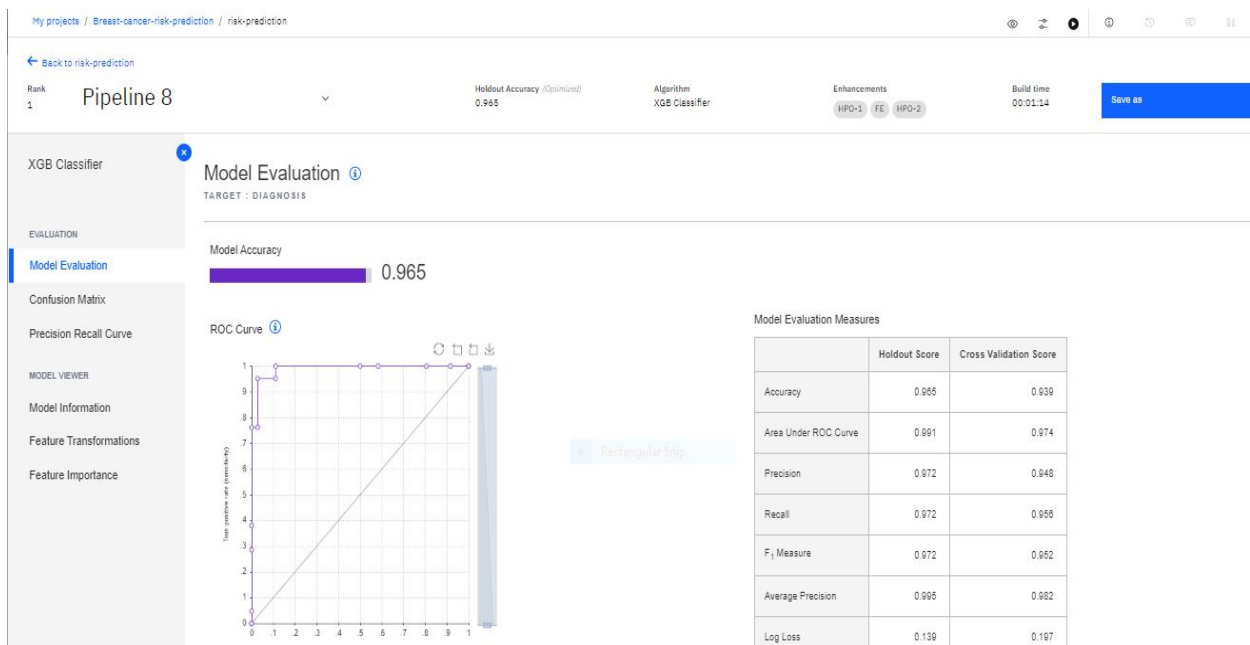 My projects / Breast-cancer-risk-prediction / risk-prediction
← Back to risk-prediction
Rank
1
Pipeline 8
Holdout Accuracy (Optimized)
0.965
Algorithm
XGB Classifier
Enhancements
HPO-1 FE HPO-2
Build time
00:01:14
Save as
XGB Classifier
EVALUATION
Model Evaluation
Confusion Matrix
Precision Recall Curve
MODEL VIEWER
Model Information
Feature Transformations
Feature Importance
Model Evaluation
TARGET : DIAGNOSIS
Model Accuracy
0.965
ROC Curve
True positive rate (sensitivity)
1
.9
.8
.7
.6
.5
.4
.3
.2
.1
0
0 .1 .2 .3 .4 .5 .6 .7 .8 .9 1
Rectangular Snip
Model Evaluation Measures
Holdout Score Cross Validation Score
Accuracy 0.965 0.939
Area Under ROC Curve 0.991 0.974
Precision 0.972 0.948
Recall 0.972 0.956
F1 Measure 0.972 0.952
Average Precision 0.995 0.982
Log Loss 0.139 0.197